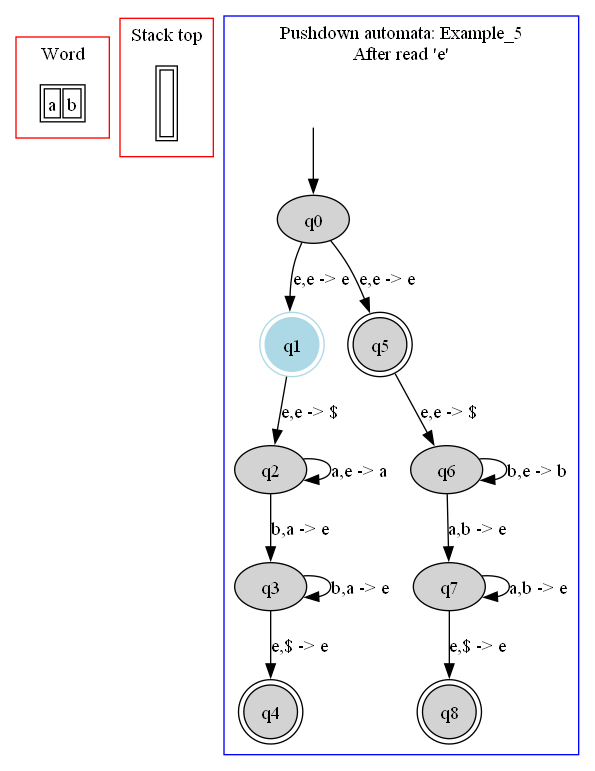 Word
a b
Stack top
Pushdown automata: Example_5
After read 'e'
q0
e,e -> e
e,e -> e
q1
q5
e,e -> $
e,e -> $
q2
a,e -> a
q6
b,e -> b
b,a -> e
a,b -> e
q3
b,a -> e
q7
a,b -> e
e,$ -> e
e,$ -> e
q4
q8